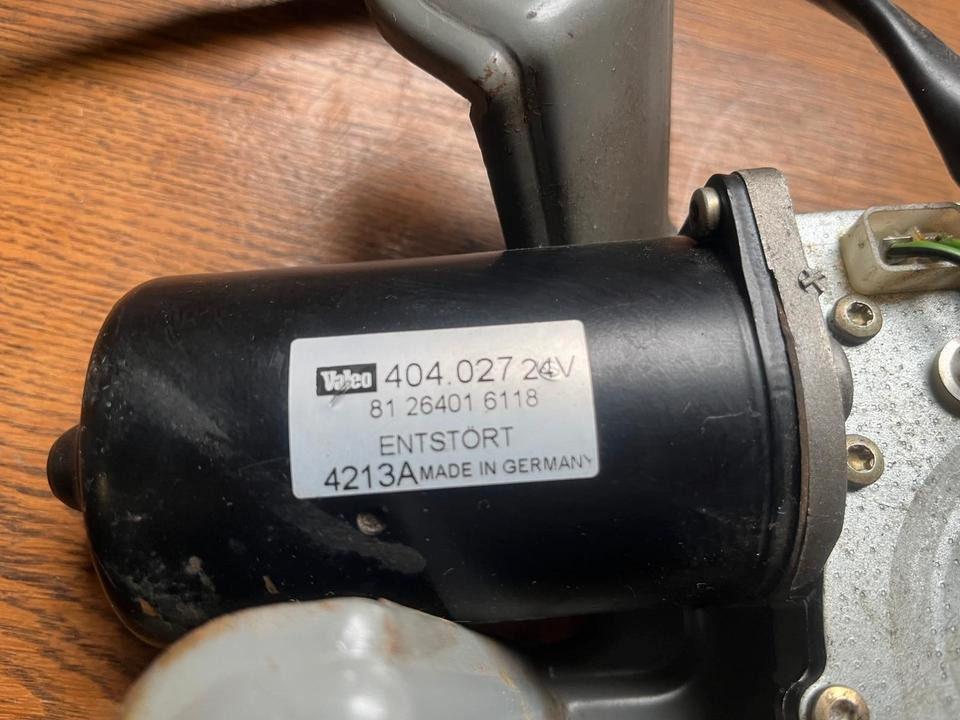 Valeo 404.027 24V
81 26401 6118
ENTSTÖRT
4213A MADE IN GERMANY